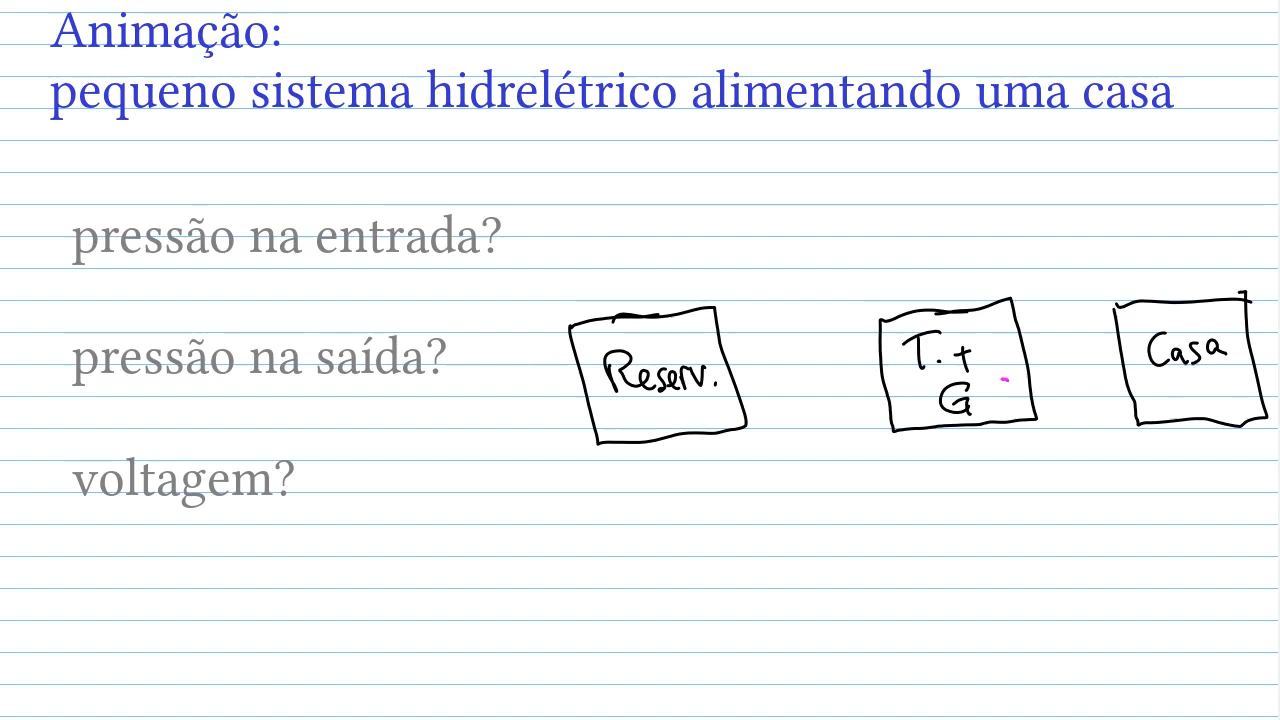 Animação:
pequeno sistema hidrelétrico alimentando uma casa
pressão na entrada?
pressão na saída?
voltagem?
Reserv.
T. +
G
Casa